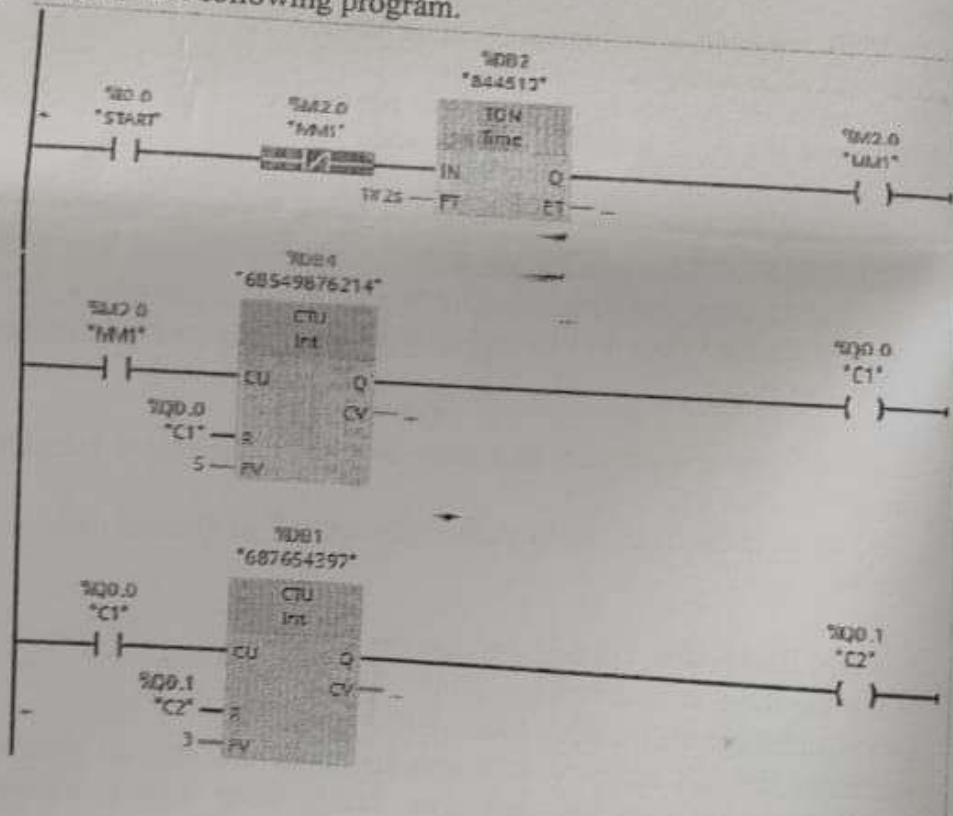 following program.
%DB2
"844513"
%I0.0
"START"
%M2.0
"MM1"
TON
Time
%M2.0
"MM1"
IN
Q
PT
ET
%DB4
"68549876214"
%M2.0
"MM1"
CTU
Int
%Q0.0
"C1"
CU
Q
%Q0.0
"C1"
CV
R
5
PV
%DB1
"687654397"
%Q0.0
"C1"
CTU
Int
%Q0.1
"C2"
CU
Q
%Q0.1
"C2"
CV
R
3
PV